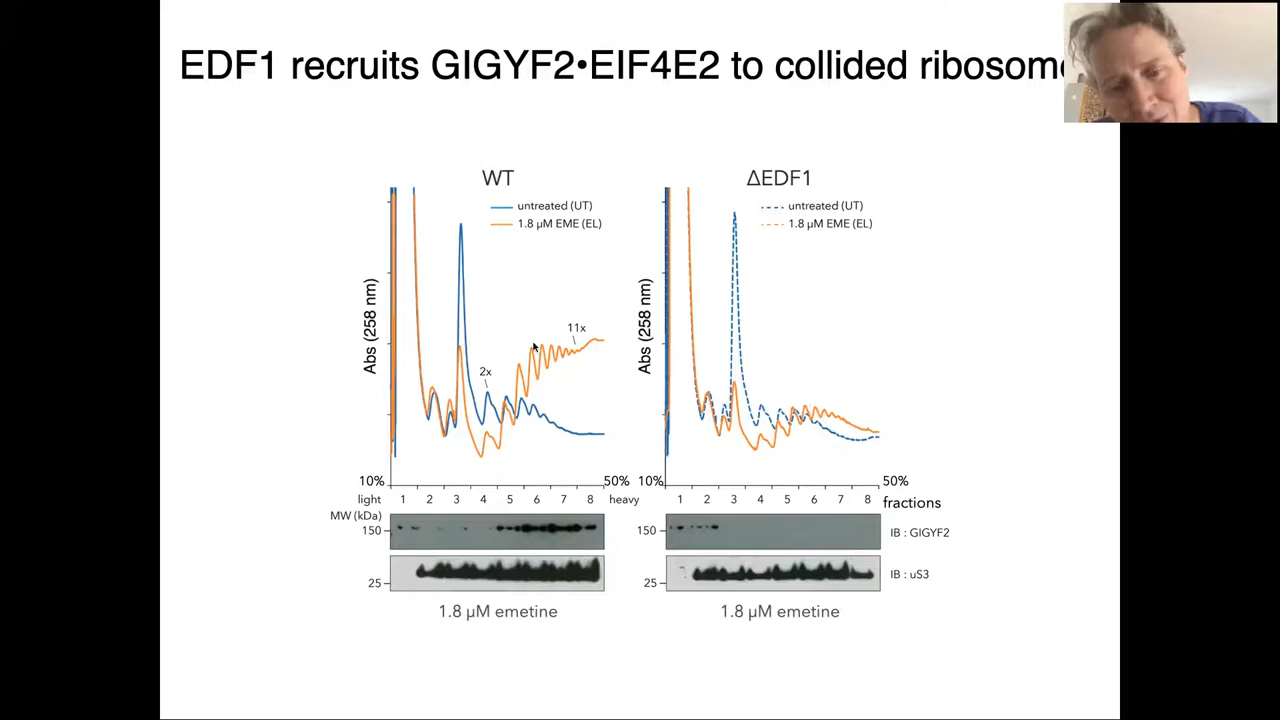 EDF1 recruits GIGYF2•EIF4E2 to collided ribosome
WT
untreated (UT)
1.8 µM EME (EL)
Abs (258 nm)
11x
2x
10%
50%
light 1 2 3 4 5 6 7 8 heavy
MW (kDa)
150
25
1.8 µM emetine
ΔEDF1
untreated (UT)
1.8 µM EME (EL)
Abs (258 nm)
10%
50%
1 2 3 4 5 6 7 8 fractions
150
IB : GIGYF2
25
IB : uS3
1.8 µM emetine